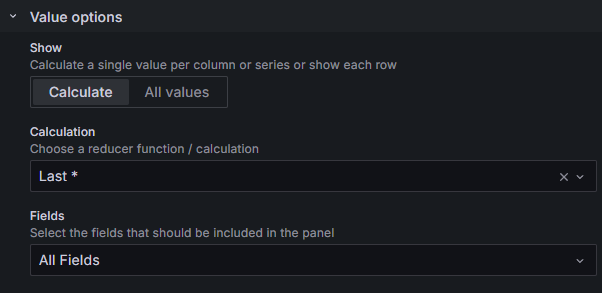 Value options
Show
Calculate a single value per column or series or show each row
Calculate All values
Calculation
Choose a reducer function / calculation
Last *
Fields
Select the fields that should be included in the panel
All Fields